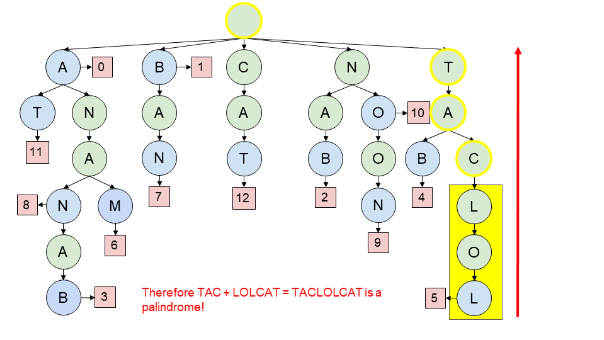 A 0 B 1 C N T
T N A A A O 10 A
11 A N T B O B C
8 N M 7 12 2 N 4 L
6 9
A O
B 3 5 L
Therefore TAC + LOLCAT = TACLOLCAT is a
palindrome!